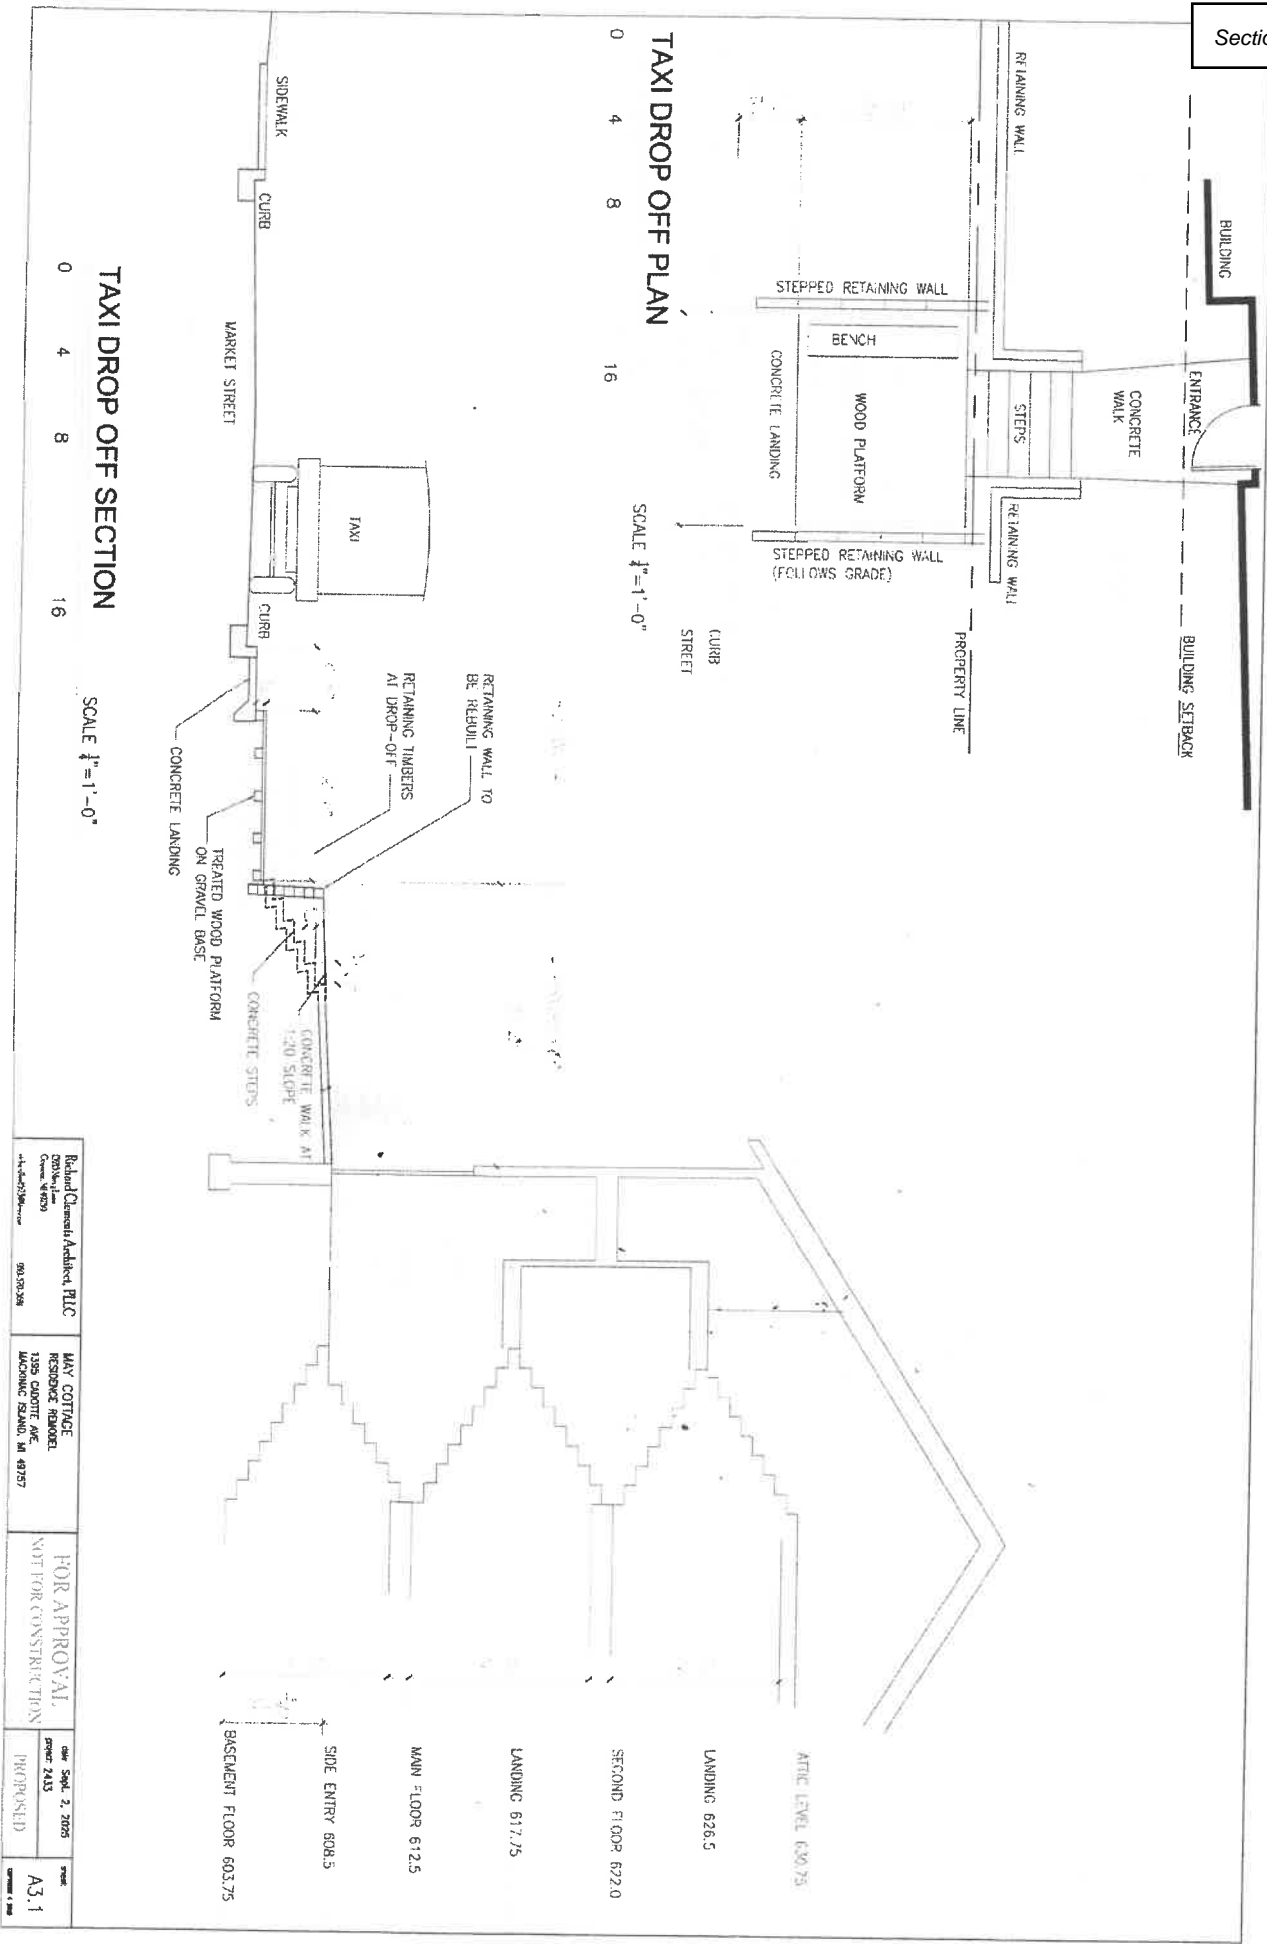 Sectio
RETAINING WALL
BUILDING
BUILDING SETBACK
ENTRANCE
CONCRETE
WALK
STEPS
RETAINING WALL
PROPERTY LINE
STEPPED RETAINING WALL
BENCH
WOOD PLATFORM
CONCRETE LANDING
STEPPED RETAINING WALL
(FOLLOWS GRADE)
CURB
STREET
TAXI DROP OFF PLAN
SCALE ¼"=1'-0"
0 4 8 16
ATTIC LEVEL 630.75
LANDING 626.5
SECOND FLOOR 622.0
LANDING 617.75
MAIN FLOOR 612.5
SIDE ENTRY 608.5
BASEMENT FLOOR 603.75
RETAINING WALL TO
BE REBUILT
RETAINING TIMBERS
AT DROP-OFF
TAXI
SIDEWALK
CURB
MARKET STREET
CURB
CONCRETE WALK AT
1:20 SLOPE
CONCRETE STEPS
TREATED WOOD PLATFORM
ON GRAVEL BASE
CONCRETE LANDING
TAXI DROP OFF SECTION
SCALE ¼"=1'-0"
0 4 8 16
Richard Clements Architect, PLLC
MAY COTTAGE
RESIDENCE REMODEL
1395 CADOTTE AVE.
MACKINAC ISLAND, MI 49757
FOR APPROVAL
NOT FOR CONSTRUCTION
date: Sept. 2, 2025
project: 2433
PROPOSED
sheet
A3.1